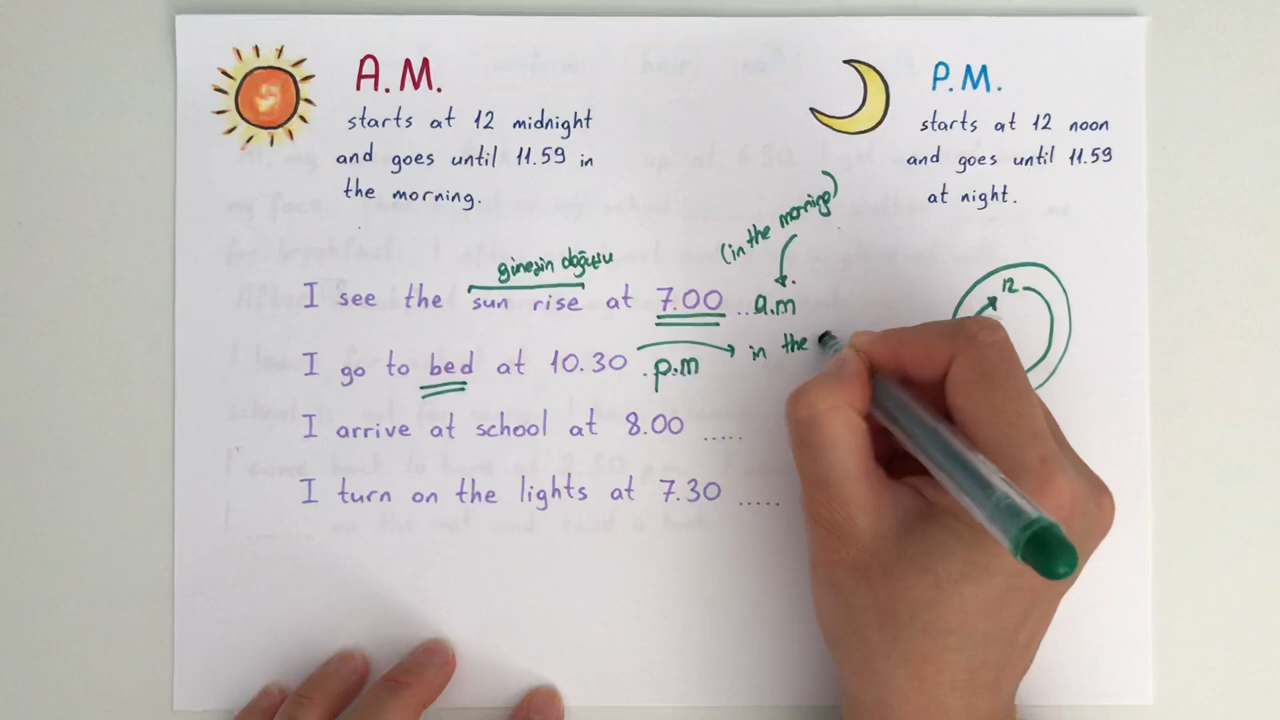 A.M.
starts at 12 midnight
and goes until 11.59 in
the morning.
P.M.
starts at 12 noon
and goes until 11.59
at night.
(in the morning)
güneşin doğuşu
I see the sun rise at 7.00 ...a.m
12
I go to bed at 10.30 .p.m in the
I arrive at school at 8.00 .....
I turn on the lights at 7.30 .....